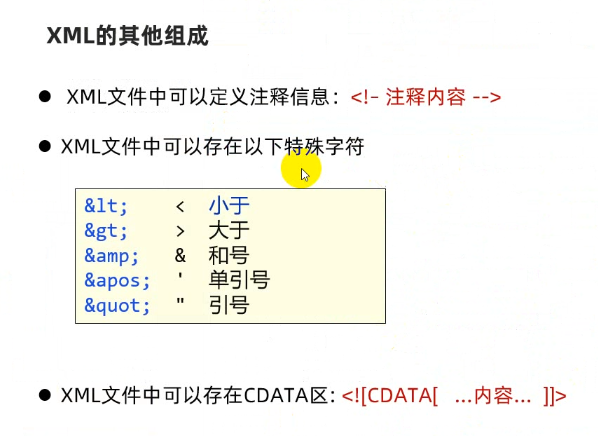 XML的其他组成
● XML文件中可以定义注释信息：<!– 注释内容 -->
● XML文件中可以存在以下特殊字符
&lt; < 小于
&gt; > 大于
&amp; & 和号
&apos; ' 单引号
&quot; " 引号
● XML文件中可以存在CDATA区: <![CDATA[ …内容… ]]>